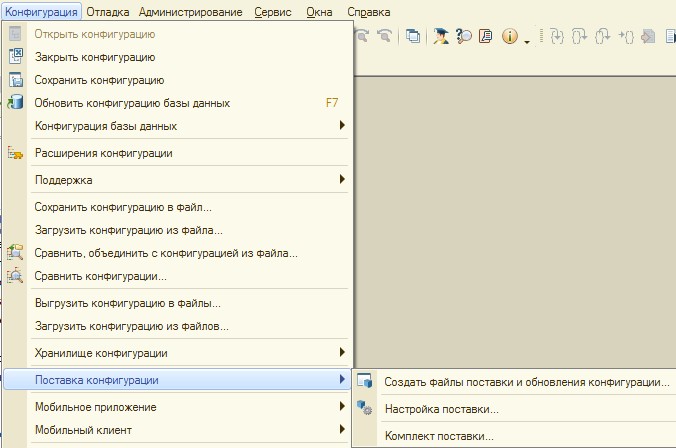 Конфигурация Отладка Администрирование Сервис Окна Справка
Открыть конфигурацию
Закрыть конфигурацию
Сохранить конфигурацию
Обновить конфигурацию базы данных F7
Конфигурация базы данных
Расширения конфигурации
Поддержка
Сохранить конфигурацию в файл...
Загрузить конфигурацию из файла...
Сравнить, объединить с конфигурацией из файла...
Сравнить конфигурации...
Выгрузить конфигурацию в файлы...
Загрузить конфигурацию из файлов...
Хранилище конфигурации
Поставка конфигурации
Создать файлы поставки и обновления конфигурации...
Мобильное приложение
Настройка поставки...
Мобильный клиент
Комплект поставки...